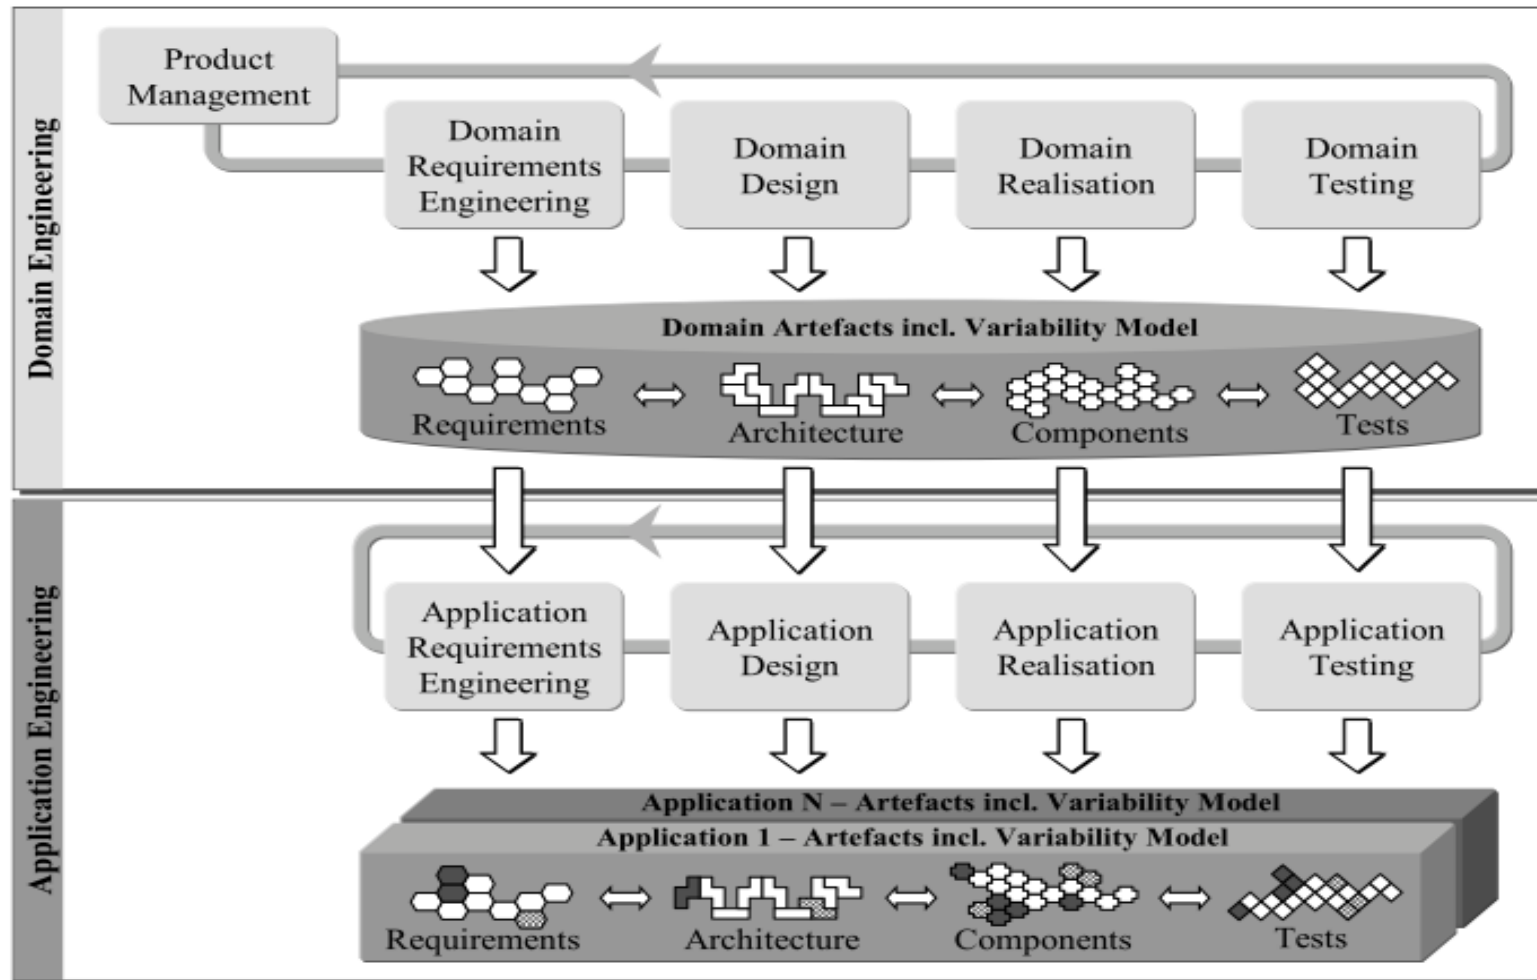 Domain Engineering
Product
Management
Domain
Requirements
Engineering
Domain
Design
Domain
Realisation
Domain
Testing
Domain Artefacts incl. Variability Model
Requirements
Architecture
Components
Tests
Application Engineering
Application
Requirements
Engineering
Application
Design
Application
Realisation
Application
Testing
Application N – Artefacts incl. Variability Model
Application 1 – Artefacts incl. Variability Model
Requirements
Architecture
Components
Tests